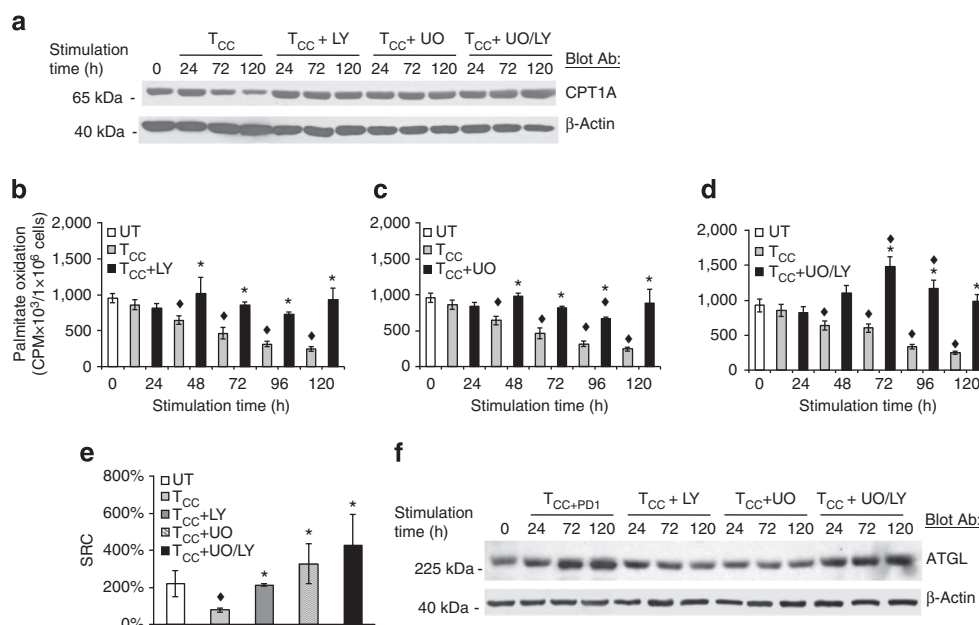 a
Stimulation time (h)
T_CC T_CC + LY T_CC+ UO T_CC+ UO/LY
0 24 72 120 24 72 120 24 72 120 24 72 120 Blot Ab:
65 kDa - CPT1A
40 kDa - β-Actin
b
Palmitate oxidation
(CPM×10³/1×10⁶ cells)
2,000
1,500
1,000
500
0
UT
T_CC
T_CC+LY
♦ * ♦ * ♦ * ♦ *
0 24 48 72 96 120
Stimulation time (h)
c
2,000
1,500
1,000
500
0
UT
T_CC
T_CC+UO
♦ * ♦ * ♦ ♦ * ♦ *
0 24 48 72 96 120
Stimulation time (h)
d
2,000
1,500
1,000
500
0
UT
T_CC
T_CC+UO/LY
♦ ♦ ♦ * ♦ ♦ * ♦ *
0 24 48 72 96 120
Stimulation time (h)
e
SRC
800%
600%
400%
200%
0%
UT
T_CC
T_CC+LY
T_CC+UO
T_CC+UO/LY
♦ * * *
f
Stimulation time (h)
T_CC+PD1 T_CC + LY T_CC+UO T_CC + UO/LY
0 24 72 120 24 72 120 24 72 120 24 72 120 Blot Ab:
225 kDa - ATGL
40 kDa - β-Actin